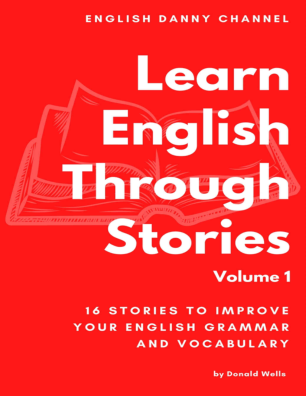 ENGLISH DANNY CHANNEL
Learn
English
Through
Stories
Volume 1
16 STORIES TO IMPROVE
YOUR ENGLISH GRAMMAR
AND VOCABULARY
by Donald Wells